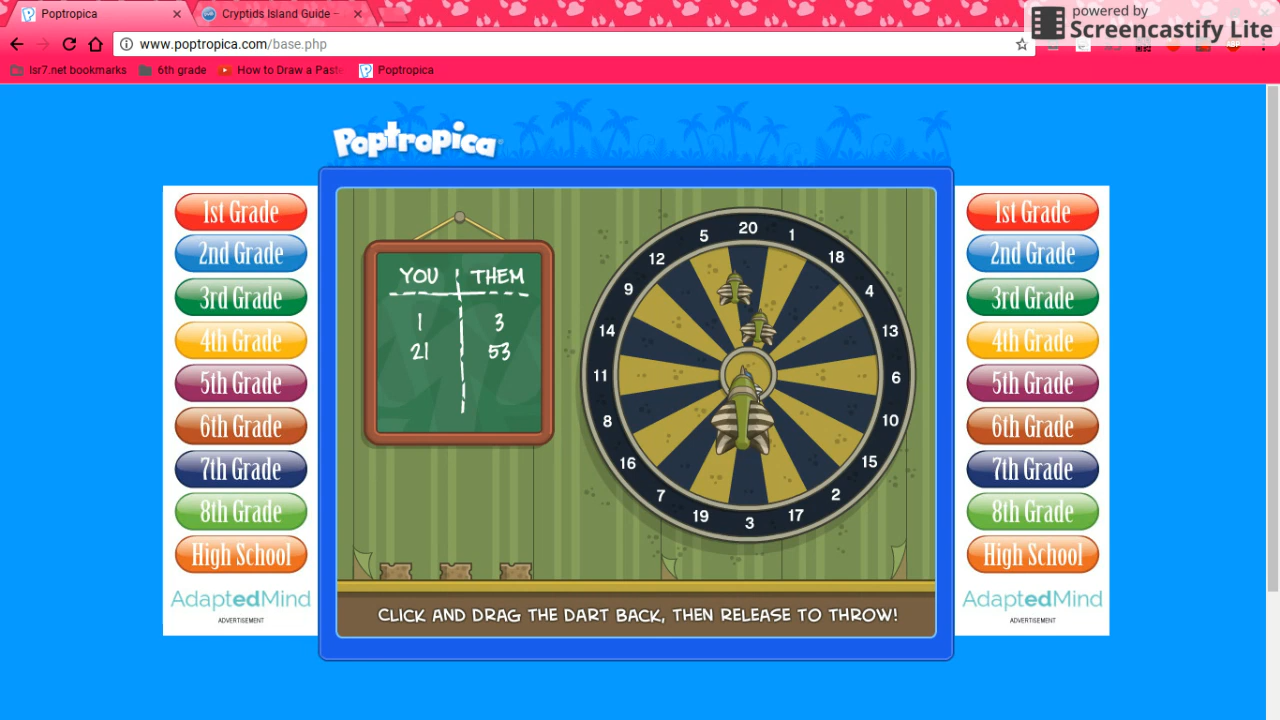 Poptropica
Cryptids Island Guide –
powered by
Screencastify Lite
www.poptropica.com/base.php
lsr7.net bookmarks
6th grade
How to Draw a Paste
Poptropica
Poptropica
1st Grade
2nd Grade
3rd Grade
4th Grade
5th Grade
6th Grade
7th Grade
8th Grade
High School
AdaptedMind
ADVERTISEMENT
YOU THEM
1 3
21 53
20
1
18
4
13
6
10
15
2
17
3
19
7
16
8
11
14
9
12
5
CLICK AND DRAG THE DART BACK, THEN RELEASE TO THROW!
1st Grade
2nd Grade
3rd Grade
4th Grade
5th Grade
6th Grade
7th Grade
8th Grade
High School
AdaptedMind
ADVERTISEMENT